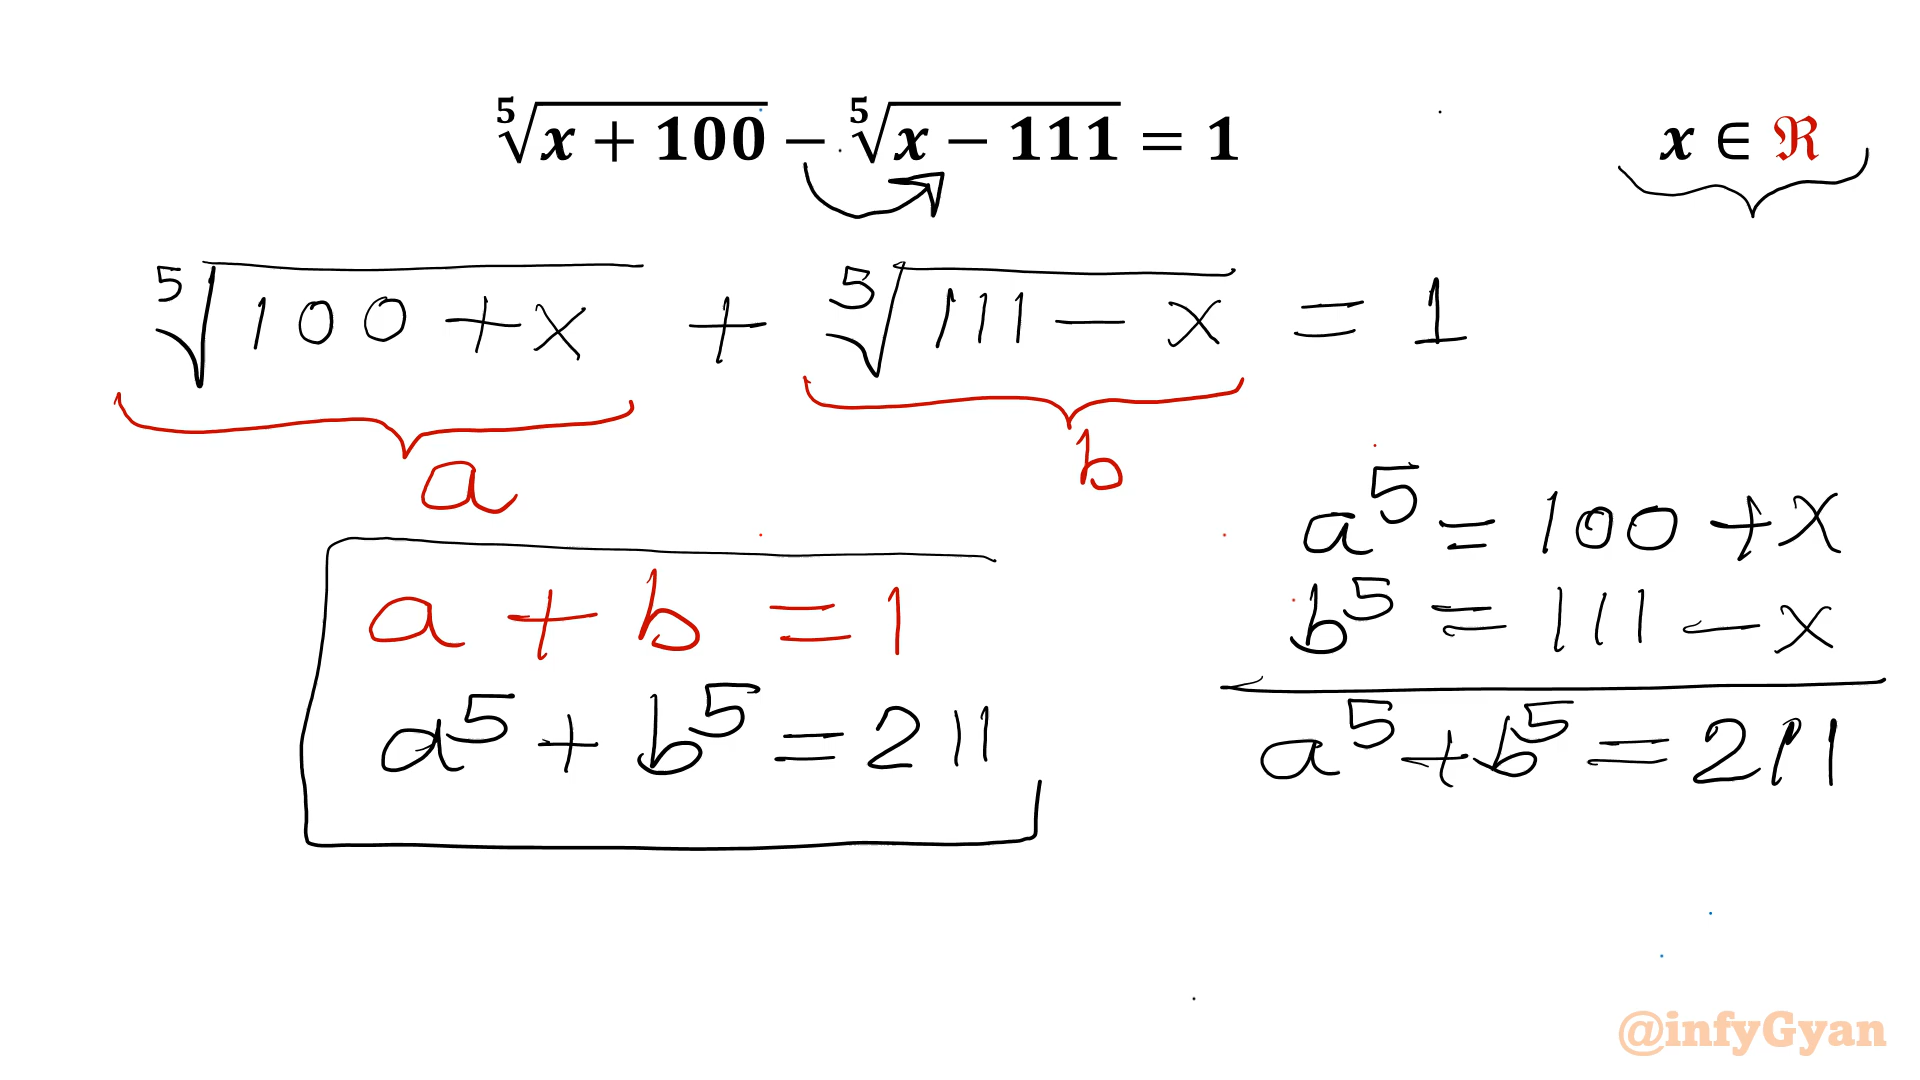 ⁵√(x + 100) − ⁵√(x − 111) = 1    x ∈ ℜ
⁵√(100 + x) + ⁵√(111 − x) = 1
a    b
a⁵ = 100 + x
b⁵ = 111 − x
a + b = 1
a⁵ + b⁵ = 211    a⁵ + b⁵ = 211
@infyGyan